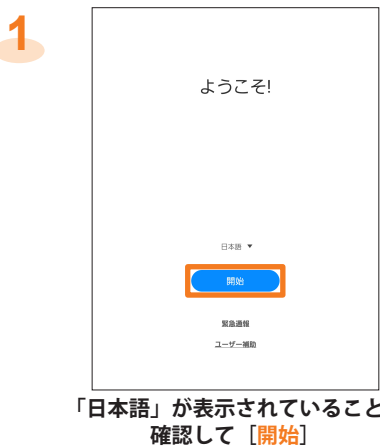 1
ようこそ!
日本語 ▼
開始
緊急通報
ユーザー補助
「日本語」が表示されていること
確認して［開始］